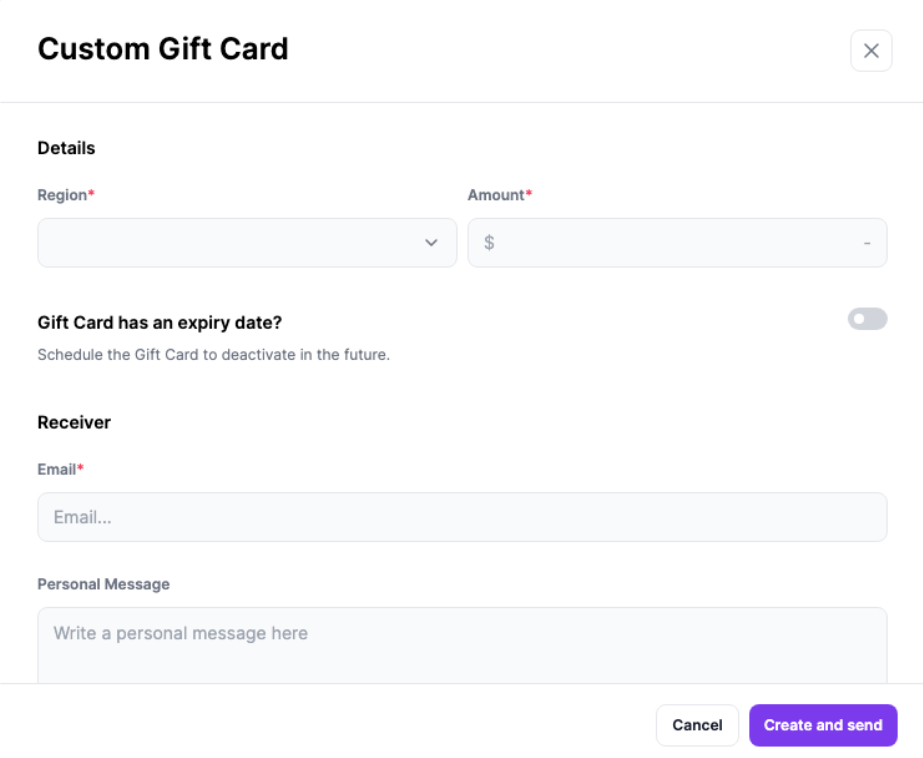 Custom Gift Card
Details
Region*
Amount*
$
-
Gift Card has an expiry date?
Schedule the Gift Card to deactivate in the future.
Receiver
Email*
Email...
Personal Message
Write a personal message here
Cancel
Create and send